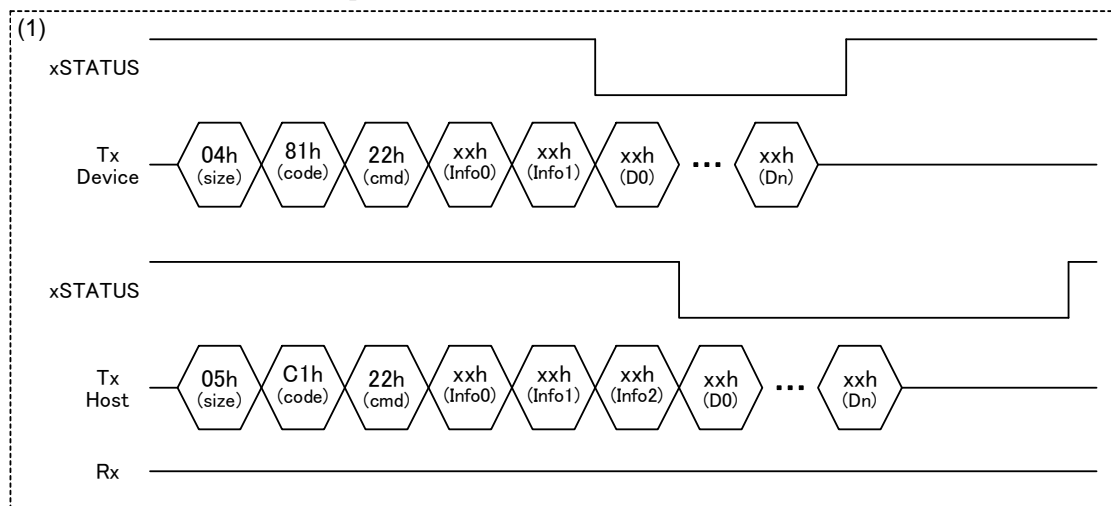 (1)
xSTATUS
Tx
Device
04h
(size)
81h
(code)
22h
(cmd)
xxh
(Info0)
xxh
(Info1)
xxh
(D0)
...
xxh
(Dn)
xSTATUS
Tx
Host
05h
(size)
C1h
(code)
22h
(cmd)
xxh
(Info0)
xxh
(Info1)
xxh
(Info2)
xxh
(D0)
...
xxh
(Dn)
Rx